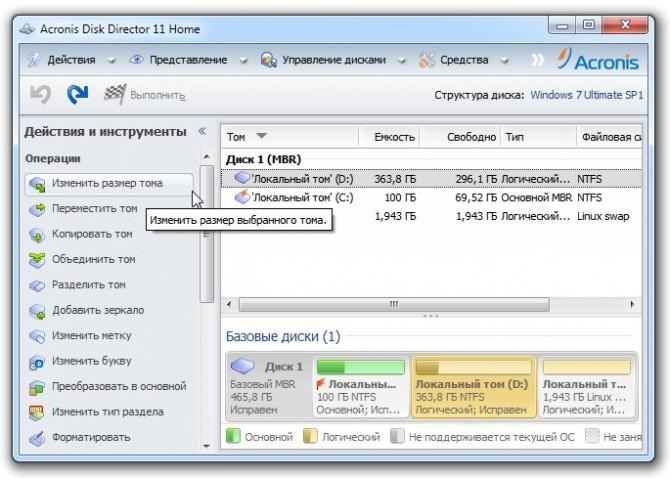 Acronis Disk Director 11 Home
Действия Представление Управление дисками Средства » Acronis
Выполнить Структура диска: Windows 7 Ultimate SP1
Действия и инструменты «
Операции
Изменить размер тома
Переместить том
Изменить размер выбранного тома.
Копировать том
Объединить том
Разделить том
Добавить зеркало
Изменить метку
Изменить букву
Преобразовать в основной
Изменить тип раздела
Форматировать
Том Емкость Свободно Тип Файловая си
Диск 1 (MBR)
'Локальный том' (D:) 363,8 ГБ 296,1 ГБ Логический... NTFS
'Локальный том' (C:) 100 ГБ 69,52 ГБ Основной MBR NTFS
1,943 ГБ 1,943 ГБ Логический... Linux swap
Базовые диски (1)
Диск 1
Базовый MBR
465,8 ГБ
Исправен
Локальны...
100 ГБ NTFS
Основной; Исп...
Локальный том (D:)
363,8 ГБ NTFS
Логический; Исправен
Локальный т...
1,943 ГБ Linux ...
Логический; И...
Основной Логический Не поддерживается текущей ОС Не заня